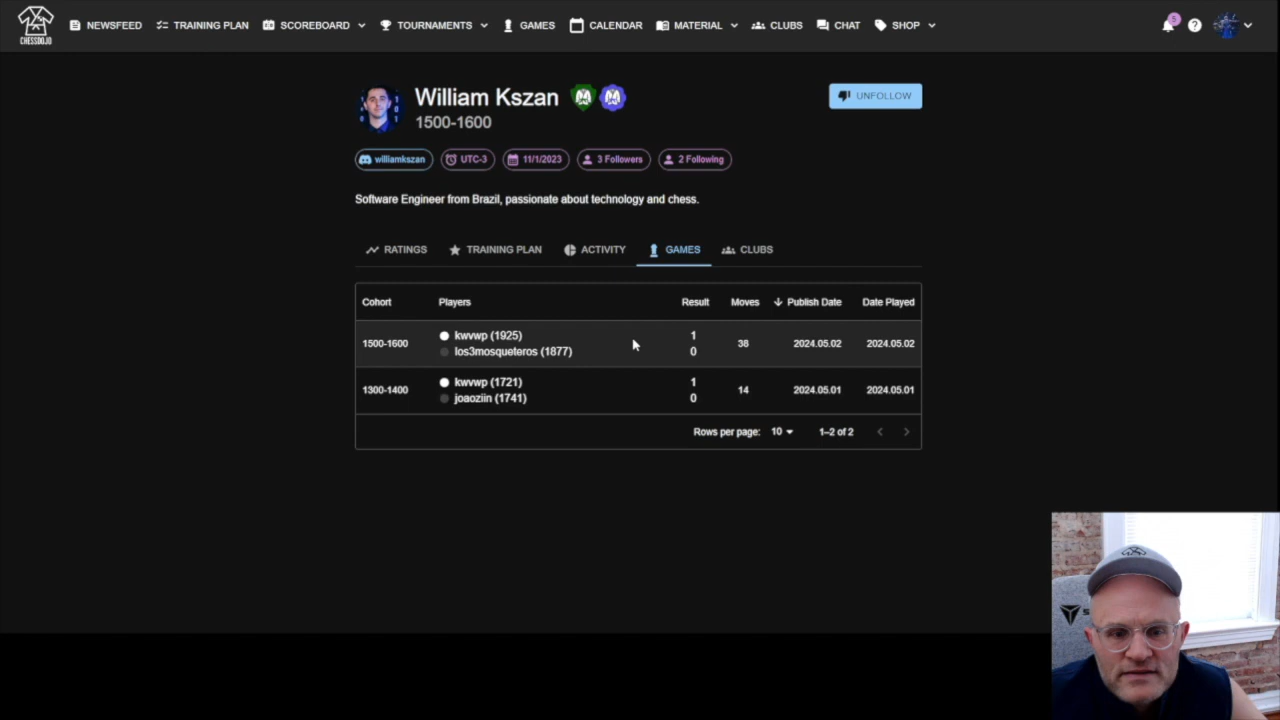 CHESSDOJO
NEWSFEED TRAINING PLAN SCOREBOARD TOURNAMENTS GAMES CALENDAR MATERIAL CLUBS CHAT SHOP 5
William Kszan
1500-1600
UNFOLLOW
williamkszan UTC-3 11/1/2023 3 Followers 2 Following
Software Engineer from Brazil, passionate about technology and chess.
RATINGS TRAINING PLAN ACTIVITY GAMES CLUBS
Cohort Players Result Moves Publish Date Date Played
kwvwp (1925) 1
1500-1600 38 2024.05.02 2024.05.02
los3mosqueteros (1877) 0
kwvwp (1721) 1
1300-1400 14 2024.05.01 2024.05.01
joaoziin (1741) 0
Rows per page: 10 1–2 of 2